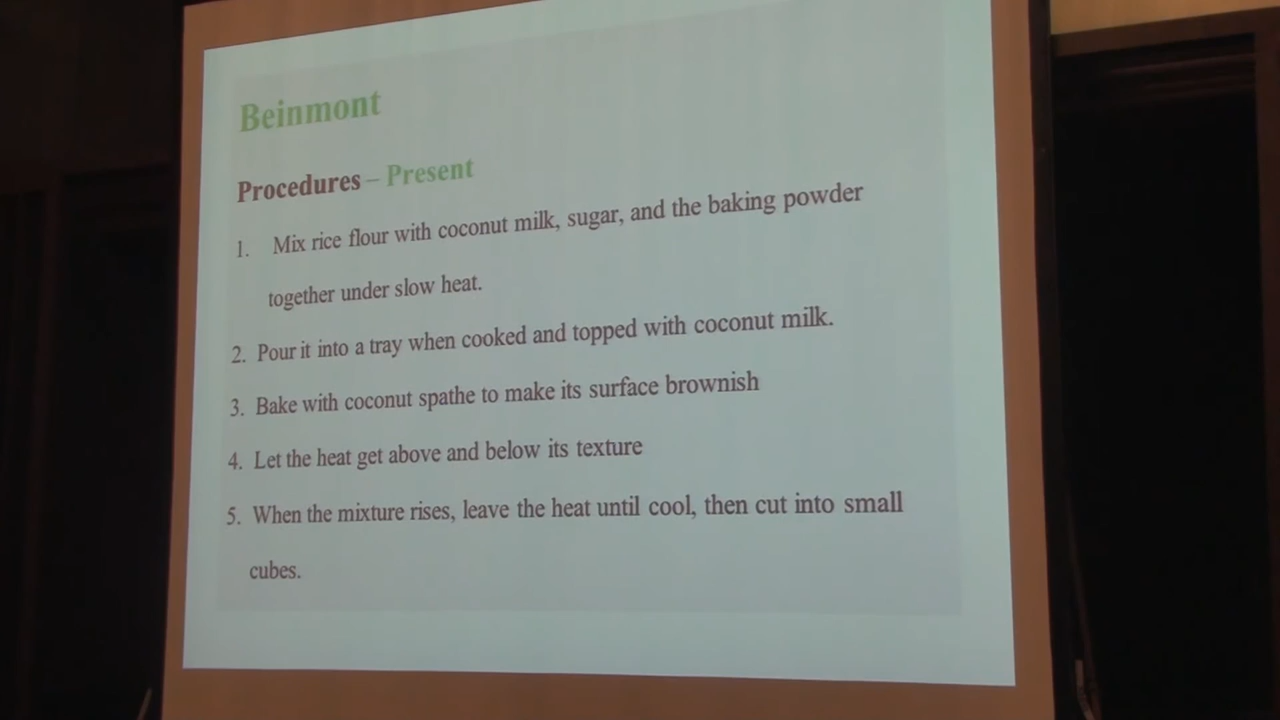 Beinmont
Procedures – Present
1. Mix rice flour with coconut milk, sugar, and the baking powder
together under slow heat.
2. Pour it into a tray when cooked and topped with coconut milk.
3. Bake with coconut spathe to make its surface brownish
4. Let the heat get above and below its texture
5. When the mixture rises, leave the heat until cool, then cut into small
cubes.